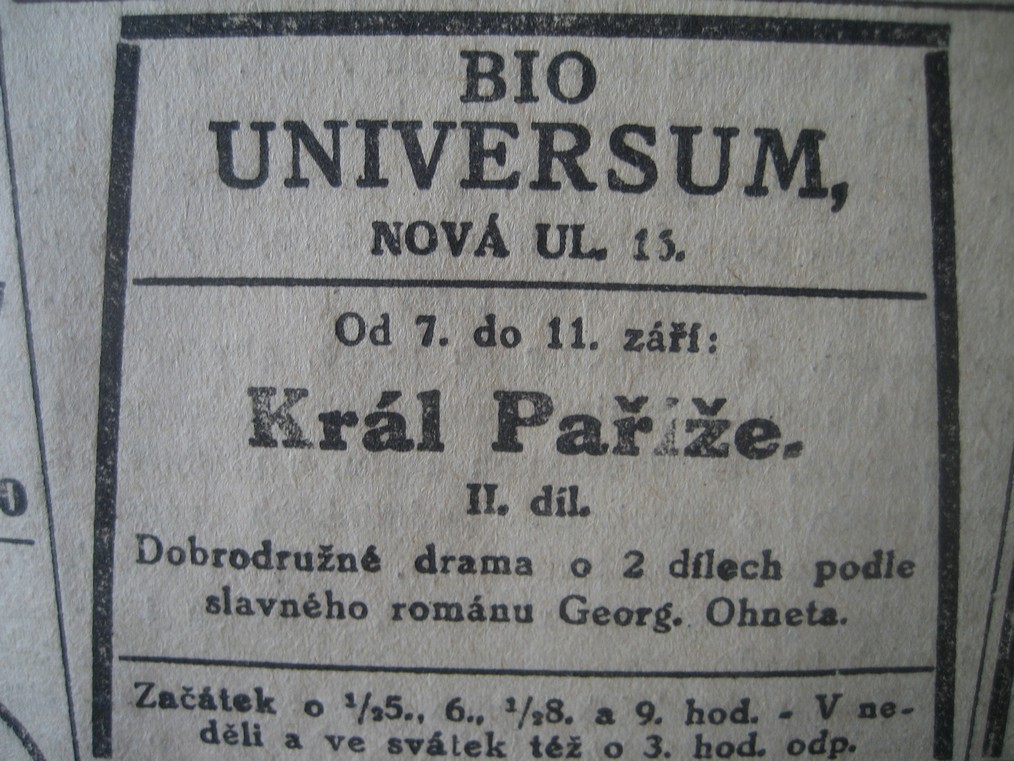 BIO
UNIVERSUM,
NOVÁ UL. 15.
Od 7. do 11. září:
Král Paříže.
II. díl.
Dobrodružné drama o 2 dílech podle
slavného románu Georg. Ohneta.
Začátek o ½5., 6., ½8. a 9. hod. - V ne-
děli a ve svátek též o 3. hod. odp.